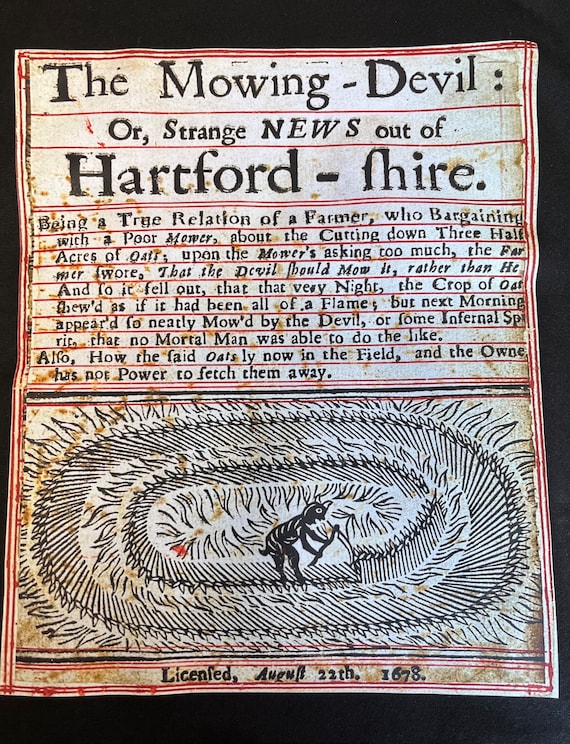 The Mowing-Devil:
Or, Strange NEWS out of
Hartford-ſhire.
Being a True Relation of a Farmer, who Bargaining
with a Poor Mower, about the Cutting down Three Half
Acres of Oats; upon the Mower's asking too much, the Far
mer ſwore, That the Devil ſhould Mow it, rather than He
And ſo it fell out, that that very Night, the Crop of Oat
ſhew'd as if it had been all of a Flame; but next Morning
appear'd ſo neatly Mow'd by the Devil, or ſome Infernal Spi
rit, that no Mortal Man was able to do the like.
Alſo, How the ſaid Oats ly now in the Field, and the Owne
has not Power to fetch them away.
Licenſed, Auguſt 22th. 1678.